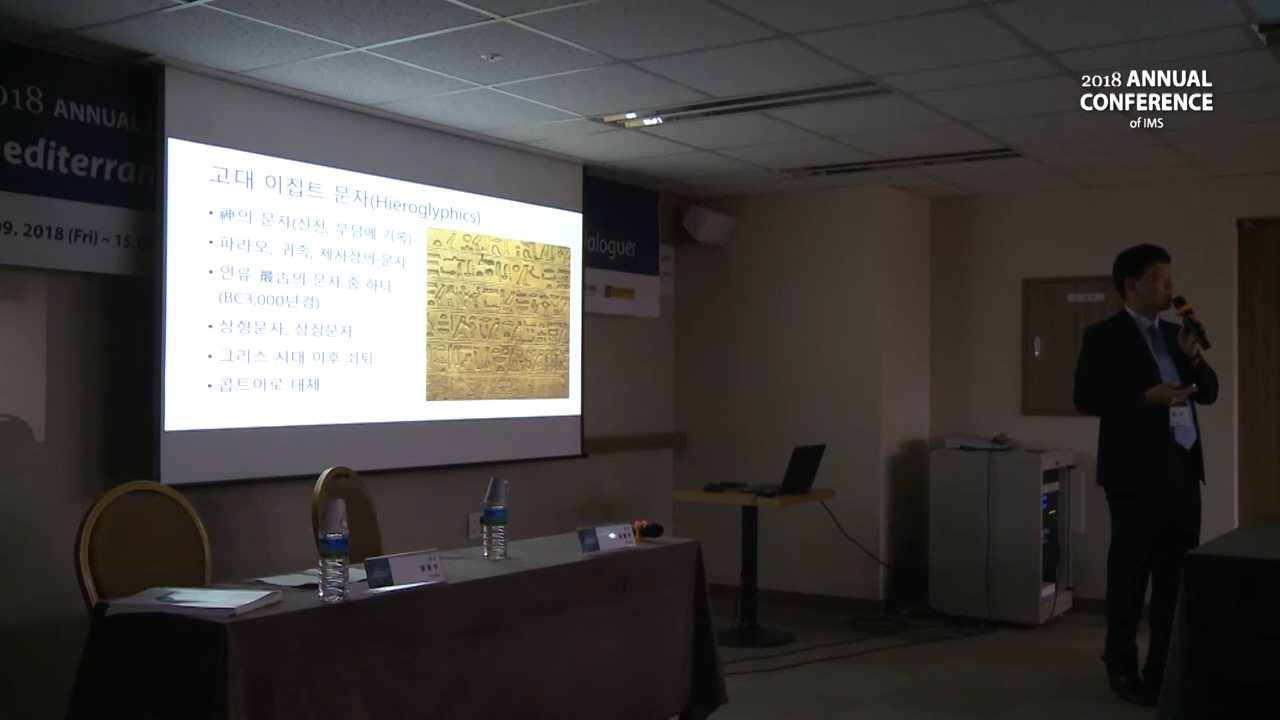 2018 ANNUAL
CONFERENCE
of IMS
018 ANNUAL
editerran
09. 2018 (Fri) ~ 15.
고대 이집트 문자(Hieroglyphics)
• 神의 문자(신전, 무덤에 기록)
• 파라오, 귀족, 제사장의 문자
• 인류 最古의 문자 중 하나
(BC3,000년경)
• 상형문자, 상징문자
• 그리스 시대 이후 쇠퇴
• 콥트어로 대체
alogues